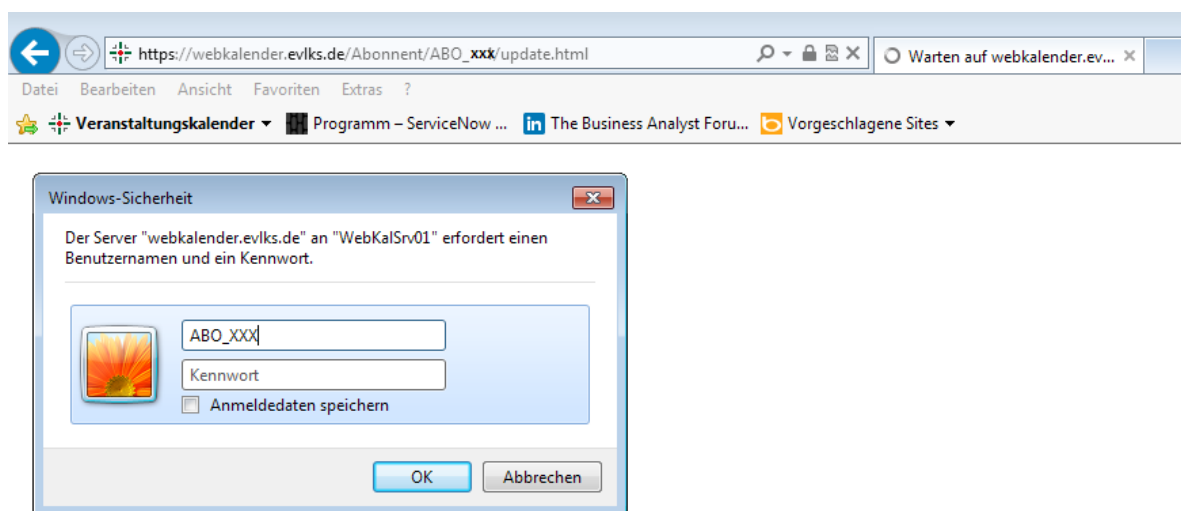 https://webkalender.evlks.de/Abonnent/ABO_xxx/update.html
Warten auf webkalender.ev...
Datei Bearbeiten Ansicht Favoriten Extras ?
Veranstaltungskalender
Programm – ServiceNow ...
The Business Analyst Foru...
Vorgeschlagene Sites
Windows-Sicherheit
Der Server "webkalender.evlks.de" an "WebKalSrv01" erfordert einen
Benutzernamen und ein Kennwort.
ABO_XXX
Kennwort
Anmeldedaten speichern
OK
Abbrechen